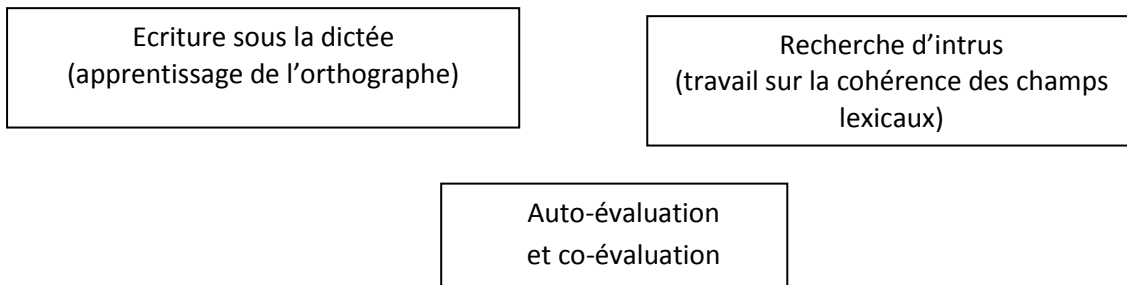 Ecriture sous la dictée
(apprentissage de l’orthographe)
Recherche d’intrus
(travail sur la cohérence des champs
lexicaux)
Auto-évaluation
et co-évaluation